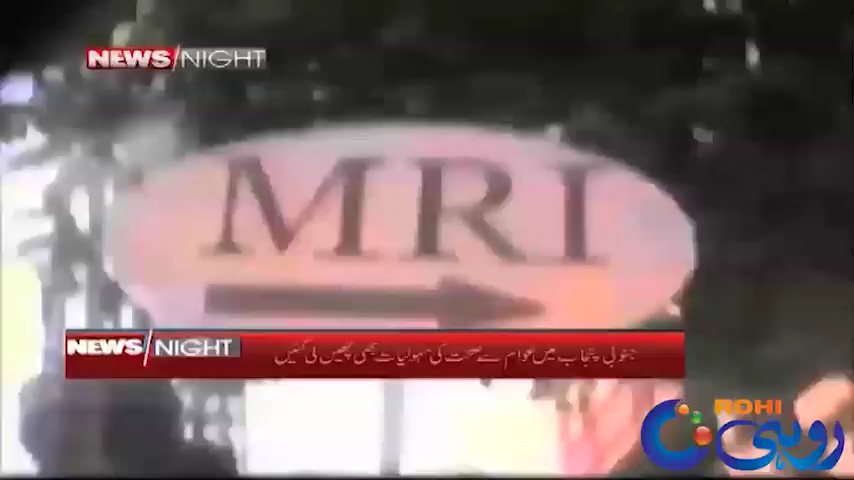 NEWS/NIGHT
MRI
NEWS/NIGHT
جنوبی پنجاب میں عوام سے صحت کی سہولیات بھی چھین لی گئیں
ROHI
روہی